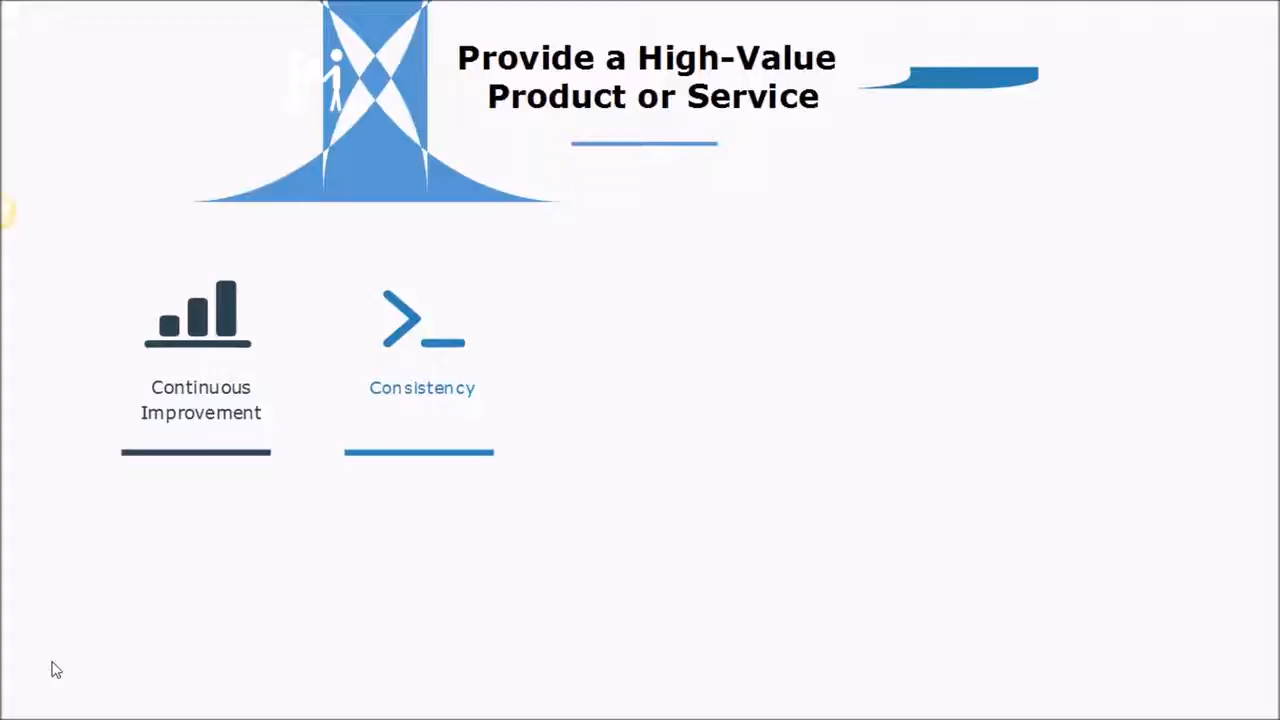 Provide a High-Value
Product or Service
Continuous
Improvement
Consistency